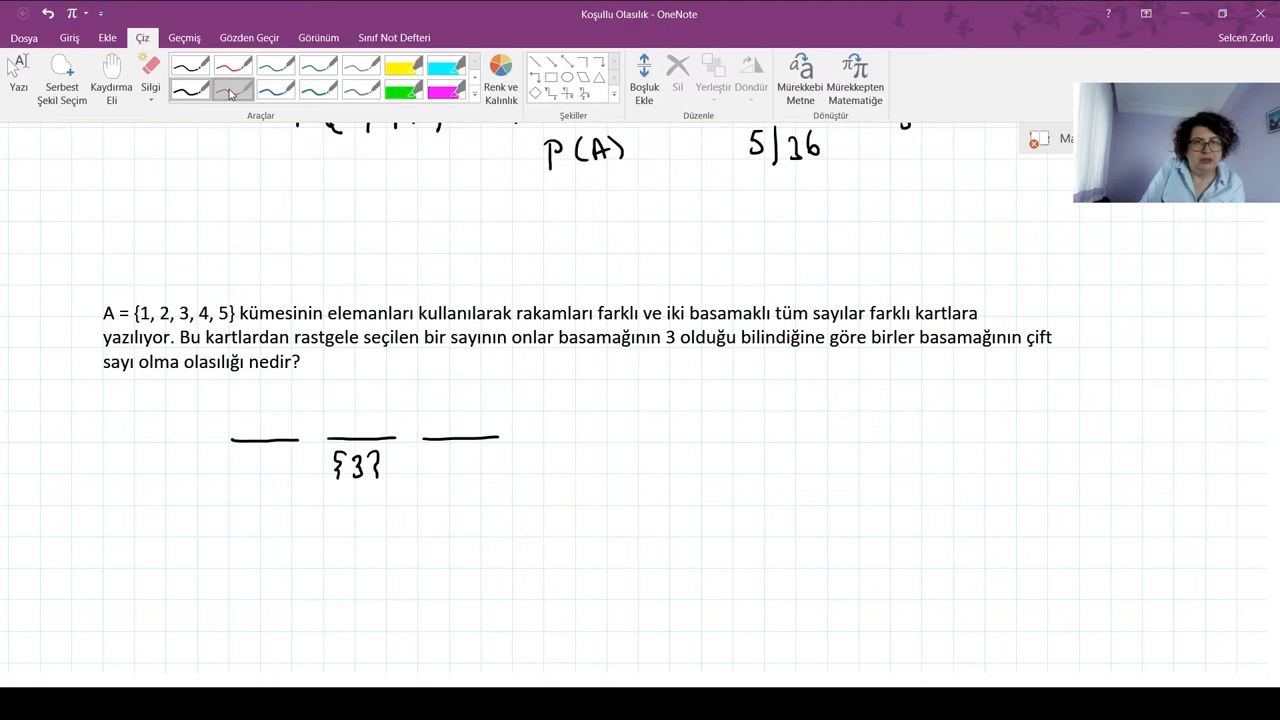 Koşullu Olasılık - OneNote
Dosya Giriş Ekle Çiz Geçmiş Gözden Geçir Görünüm Sınıf Not Defteri Selcen Zorlu
Yazı Serbest Şekil Seçim Kaydırma Eli Silgi Renk ve Kalınlık Boşluk Ekle Sil Yerleştir Döndür Mürekkebi Metne Mürekkepten Matematiğe
Araçlar Şekiller Düzenle Dönüştür
P(A) 5|36
A = {1, 2, 3, 4, 5} kümesinin elemanları kullanılarak rakamları farklı ve iki basamaklı tüm sayılar farklı kartlara
yazılıyor. Bu kartlardan rastgele seçilen bir sayının onlar basamağının 3 olduğu bilindiğine göre birler basamağının çift
sayı olma olasılığı nedir?
{3}